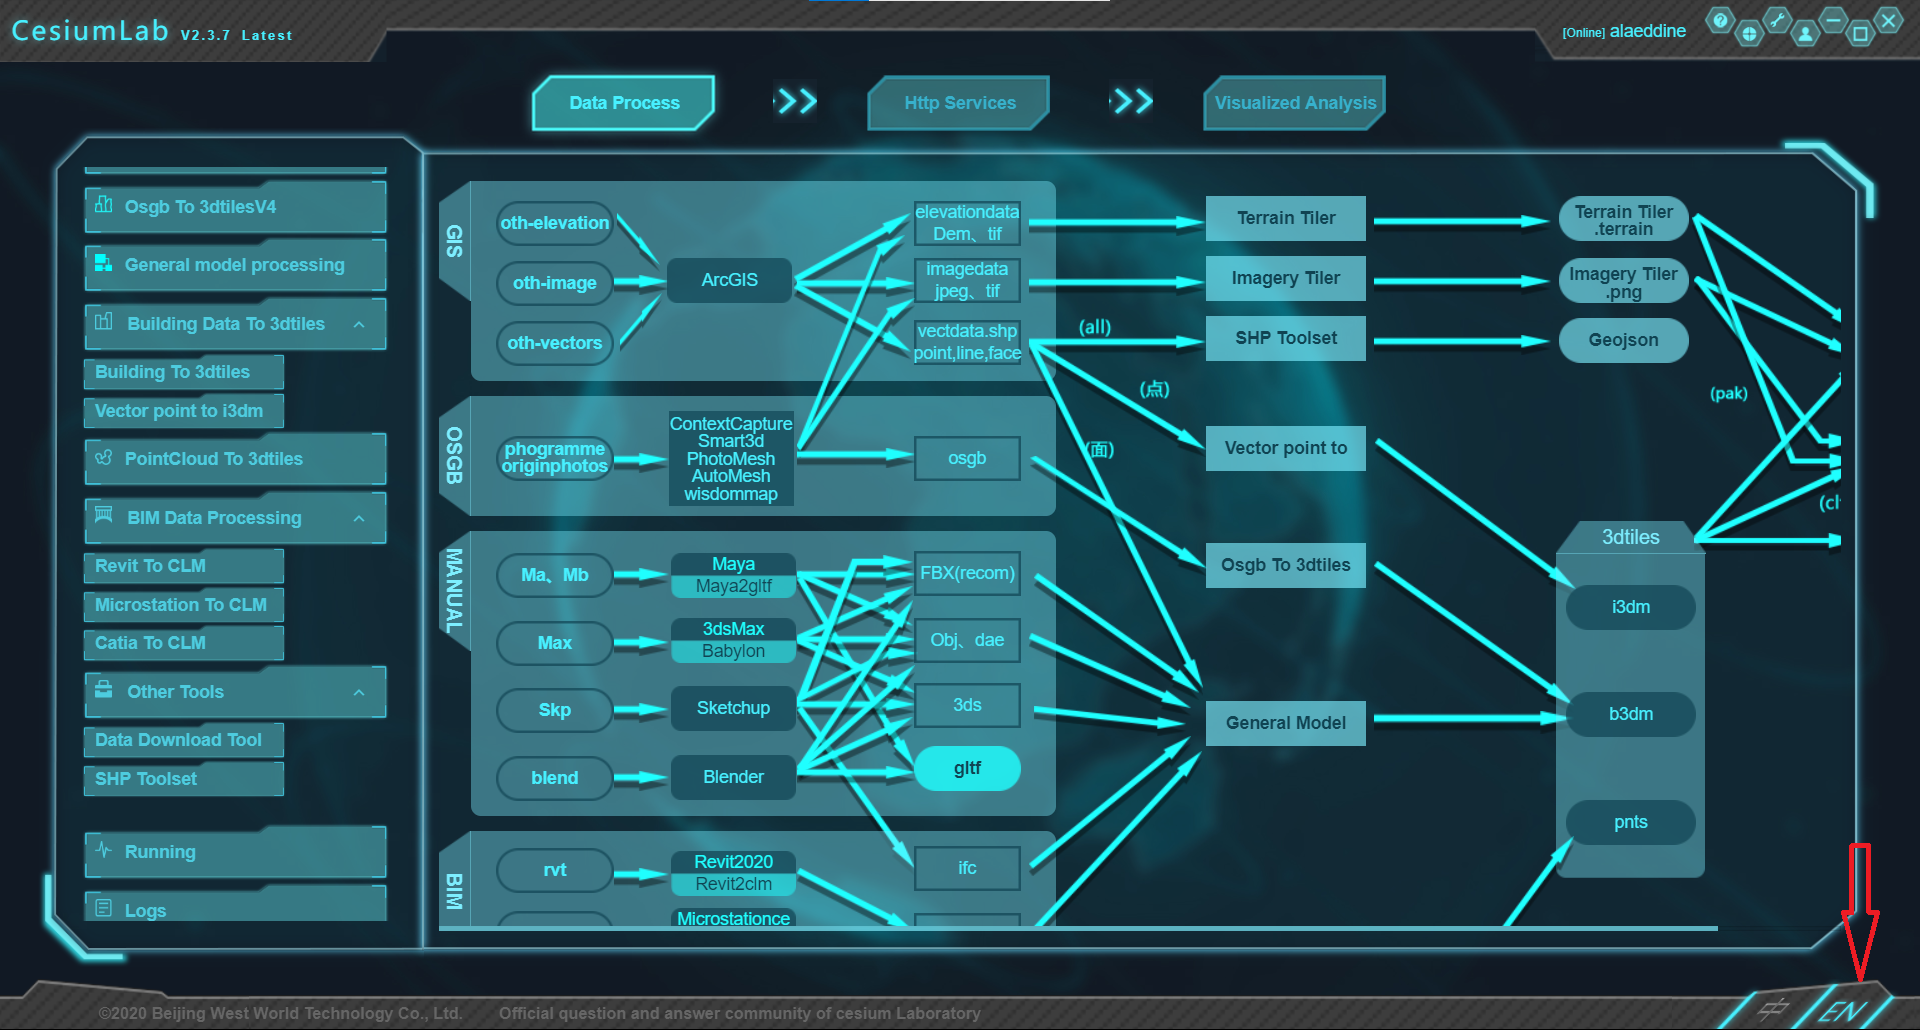 CesiumLab V2.3.7 Latest
[Online] alaeddine
Data Process
Http Services
Visualized Analysis
Osgb To 3dtilesV4
General model processing
Building Data To 3dtiles
Building To 3dtiles
Vector point to i3dm
PointCloud To 3dtiles
BIM Data Processing
Revit To CLM
Microstation To CLM
Catia To CLM
Other Tools
Data Download Tool
SHP Toolset
Running
Logs
GIS
oth-elevation
oth-image
oth-vectors
ArcGIS
elevationdata
Dem、tif
imagedata
jpeg、tif
vectdata.shp
point,line,face
(all)
(点)
(面)
Terrain Tiler
Imagery Tiler
SHP Toolset
Vector point to
Osgb To 3dtiles
General Model
Terrain Tiler
.terrain
Imagery Tiler
.png
Geojson
(pak)
(cl
OSGB
phogramme
originphotos
ContextCapture
Smart3d
PhotoMesh
AutoMesh
wisdommap
osgb
MANUAL
Ma、Mb
Max
Skp
blend
Maya
Maya2gltf
3dsMax
Babylon
Sketchup
Blender
FBX(recom)
Obj、dae
3ds
gltf
3dtiles
i3dm
b3dm
pnts
BIM
rvt
Revit2020
Revit2clm
Microstationce
ifc
©2020 Beijing West World Technology Co., Ltd.
Official question and answer community of cesium Laboratory
中
EN